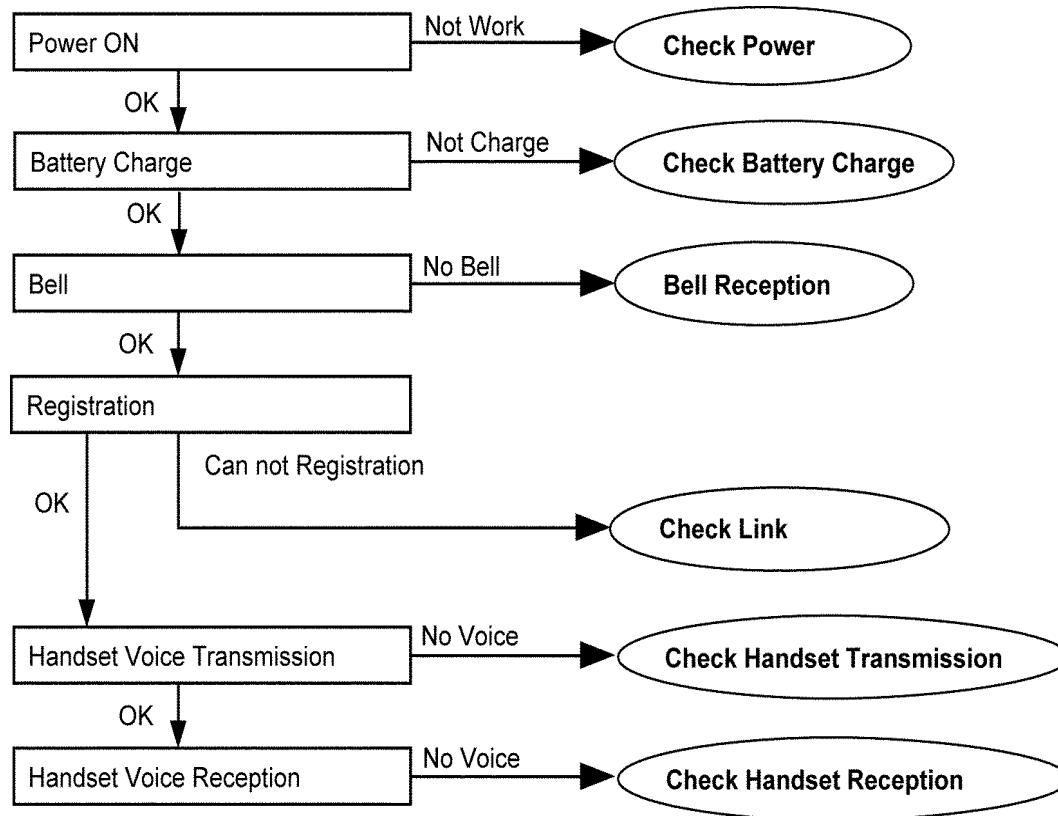 Power ON
Not Work
Check Power
OK
Battery Charge
Not Charge
Check Battery Charge
OK
Bell
No Bell
Bell Reception
OK
Registration
Can not Registration
OK
Check Link
Handset Voice Transmission
No Voice
Check Handset Transmission
OK
Handset Voice Reception
No Voice
Check Handset Reception